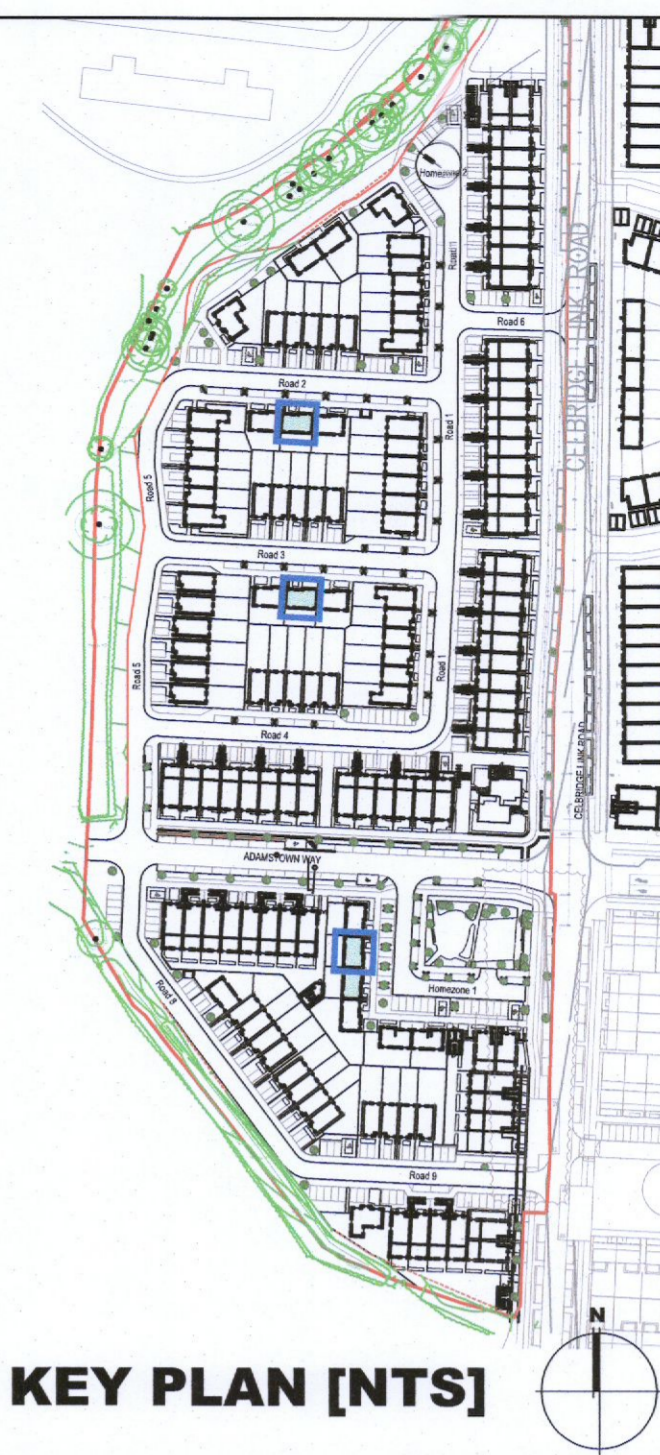 Homezone 2
Road 1
CELBRIDGE LINK ROAD
Road 6
Road 2
Road 1
Road 5
Road 3
Road 5
Road 1
Road 4
CELBRIDGE LINK ROAD
ADAMSTOWN WAY
Road 8
Homezone 1
Road 9
N
KEY PLAN [NTS]